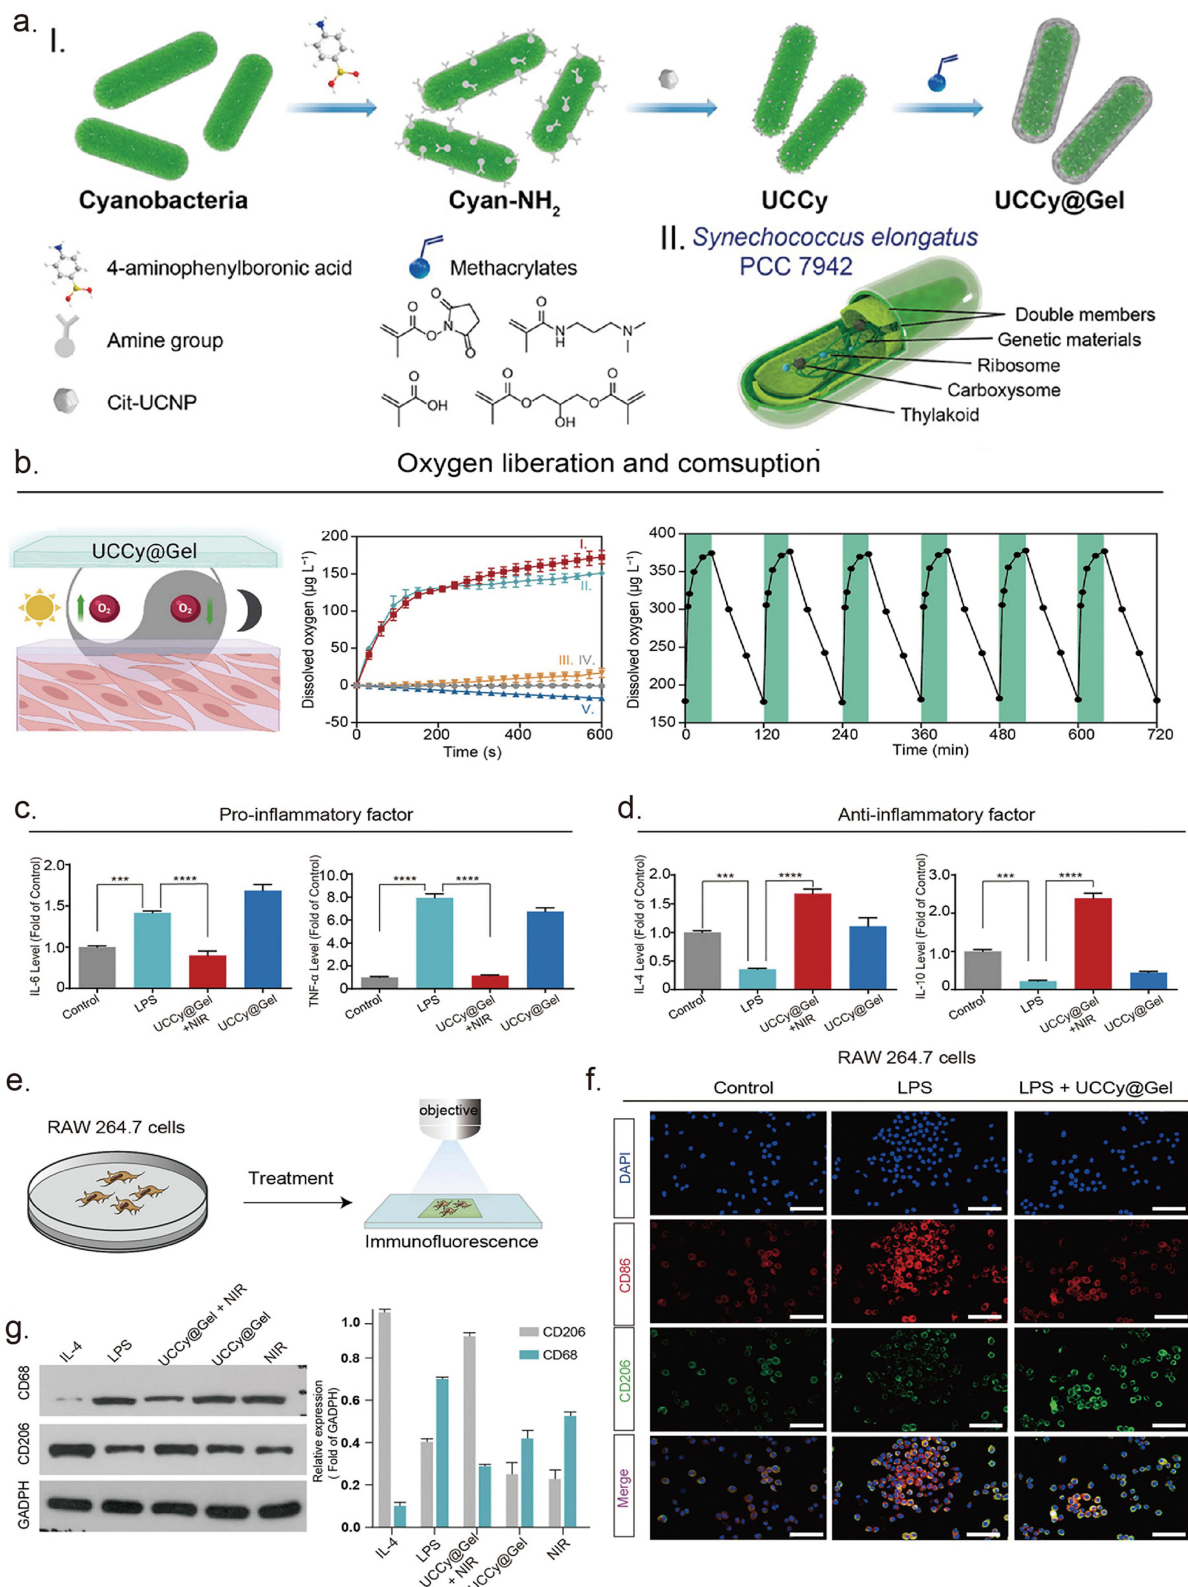 a.
I.
Cyanobacteria
Cyan-NH₂
UCCy
UCCy@Gel
4-aminophenylboronic acid
Methacrylates
Amine group
Cit-UCNP
O
O
N
O
O
O
N
H
N
O
OH
O
O
OH
O
O
II. Synechococcus elongatus
PCC 7942
Double members
Genetic materials
Ribosome
Carboxysome
Thylakoid
b.
Oxygen liberation and comsuption
UCCy@Gel
O₂
O₂
Dissolved oxygen (µg L⁻¹)
200
150
100
50
0
-50
I.
II.
III. IV.
V.
0
200
400
600
Time (s)
Dissolved oxygen (µg L⁻¹)
400
350
300
250
200
150
0
120
240
360
480
600
720
Time (min)
c.
Pro-inflammatory factor
IL-6 Level (Fold of Control)
2.0
1.5
1.0
0.5
0
***
****
Control
LPS
UCCy@Gel
+NIR
UCCy@Gel
TNF-α Level (Fold of Control)
8.0
6.0
4.0
2.0
0
****
****
Control
LPS
UCCy@Gel
+NIR
UCCy@Gel
d.
Anti-inflammatory factor
IL-4 Level (Fold of Control)
2.0
1.5
1.0
0.5
0
***
****
Control
LPS
UCCy@Gel
+NIR
UCCy@Gel
IL-10 Level (Fold of Control)
3.0
2.0
1.0
0
***
****
Control
LPS
UCCy@Gel
+NIR
UCCy@Gel
e.
RAW 264.7 cells
Treatment
objective
Immunofluorescence
f.
RAW 264.7 cells
Control
LPS
LPS + UCCy@Gel
DAPI
CD86
CD206
Merge
g.
IL-4
LPS
UCCy@Gel + NIR
UCCy@Gel
NIR
CD68
CD206
GADPH
Relative expression
( Fold of GADPH)
1.0
0.8
0.6
0.4
0.2
0.0
CD206
CD68
IL-4
LPS
UCCy@Gel
+ NIR
UCCy@Gel
NIR